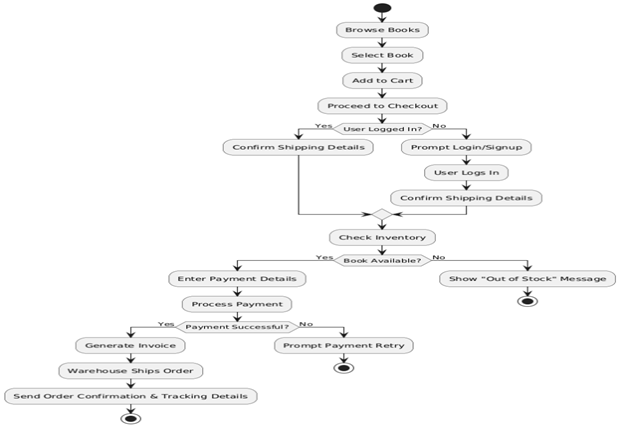 Browse Books
Select Book
Add to Cart
Proceed to Checkout
Yes
User Logged In?
No
Confirm Shipping Details
Prompt Login/Signup
User Logs In
Confirm Shipping Details
Check Inventory
Yes
Book Available?
No
Enter Payment Details
Show "Out of Stock" Message
Process Payment
Yes
Payment Successful?
No
Generate Invoice
Prompt Payment Retry
Warehouse Ships Order
Send Order Confirmation & Tracking Details